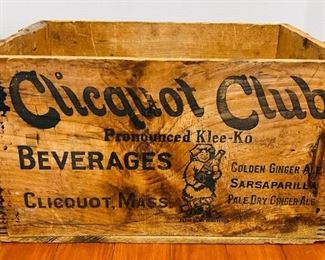 Clicquot Club
Pronounced Klee-Ko
BEVERAGES
CLICQUOT, MASS.
GOLDEN GINGER ALE
SARSAPARILLA
PALE DRY GINGER ALE